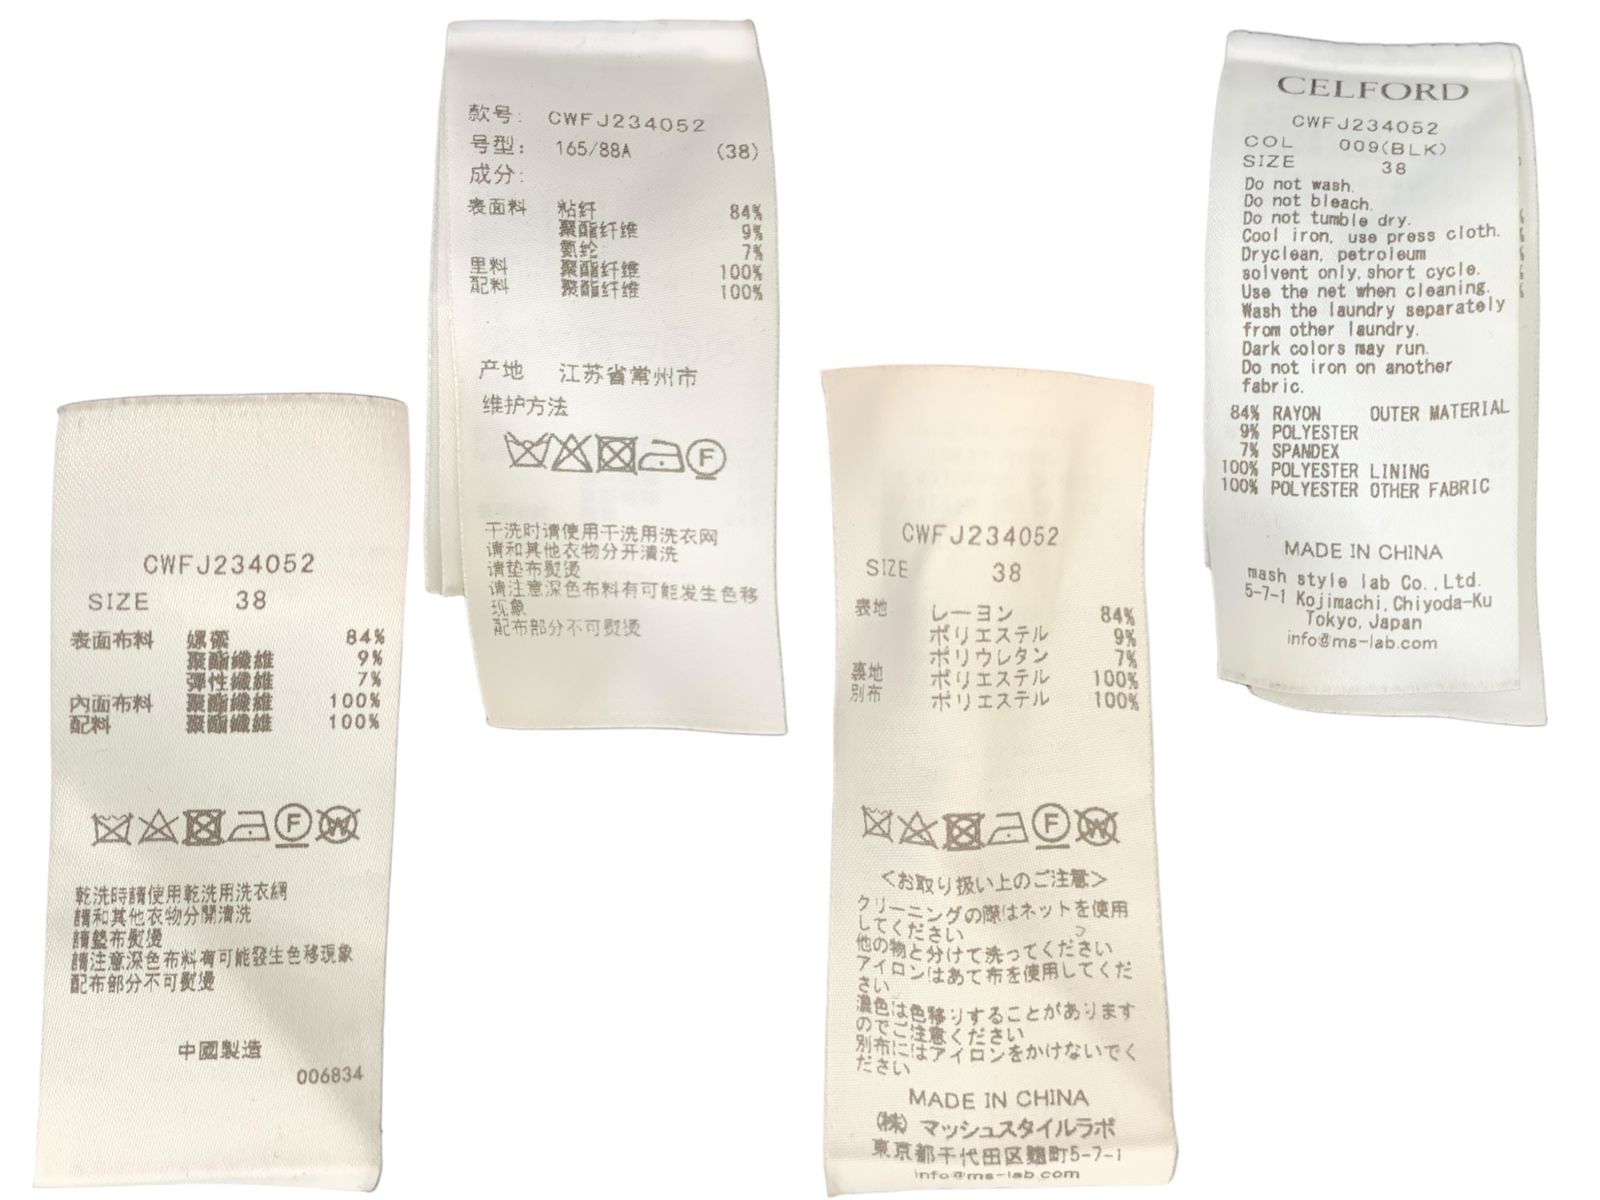 CWFJ234052
SIZE 38
表面布料 嫘縈 84%
聚酯纖維 9%
彈性纖維 7%
內面布料 聚酯纖維 100%
配料 聚酯纖維 100%
F W
乾洗時請使用乾洗用洗衣網
請和其他衣物分開清洗
請墊布熨燙
請注意深色布料有可能發生色移現象
配布部分不可熨燙
中國製造
006834
款号: CWFJ234052
号型: 165/88A (38)
成分:
表面料 粘纤 84%
聚酯纤维 9%
氨纶 7%
里料 聚酯纤维 100%
配料 聚酯纤维 100%
产地 江苏省常州市
维护方法
F
干洗时请使用干洗用洗衣网
请和其他衣物分开清洗
请垫布熨烫
请注意深色布料有可能发生色移
现象
配布部分不可熨烫
CWFJ234052
SIZE 38
表地 レーヨン 84%
ポリエステル 9%
ポリウレタン 7%
裏地 ポリエステル 100%
別布 ポリエステル 100%
F W
<お取り扱い上のご注意>
クリーニングの際はネットを使用
してください
他の物と分けて洗ってください
アイロンはあて布を使用してくだ
さい
濃色は色移りすることがあります
のでご注意ください
別布にはアイロンをかけないでく
ださい
MADE IN CHINA
(株) マッシュスタイルラボ
東京都千代田区麹町5-7-1
info@ms-lab.com
CELFORD
CWFJ234052
COL 009(BLK)
SIZE 38
Do not wash.
Do not bleach.
Do not tumble dry.
Cool iron, use press cloth.
Dryclean, petroleum
solvent only,short cycle.
Use the net when cleaning.
Wash the laundry separately
from other laundry.
Dark colors may run.
Do not iron on another
fabric.
84% RAYON OUTER MATERIAL
9% POLYESTER
7% SPANDEX
100% POLYESTER LINING
100% POLYESTER OTHER FABRIC
MADE IN CHINA
mash style lab Co.,Ltd.
5-7-1 Kojimachi,Chiyoda-Ku
Tokyo,Japan
info@ms-lab.com